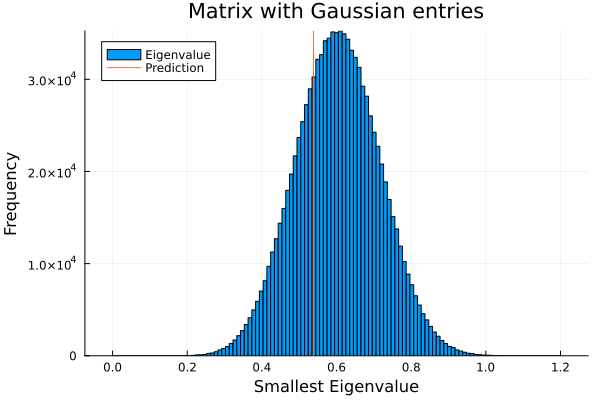 Matrix with Gaussian entries
Eigenvalue
Prediction
3.0×10⁴
2.0×10⁴
1.0×10⁴
0
Frequency
0.0 0.2 0.4 0.6 0.8 1.0 1.2
Smallest Eigenvalue